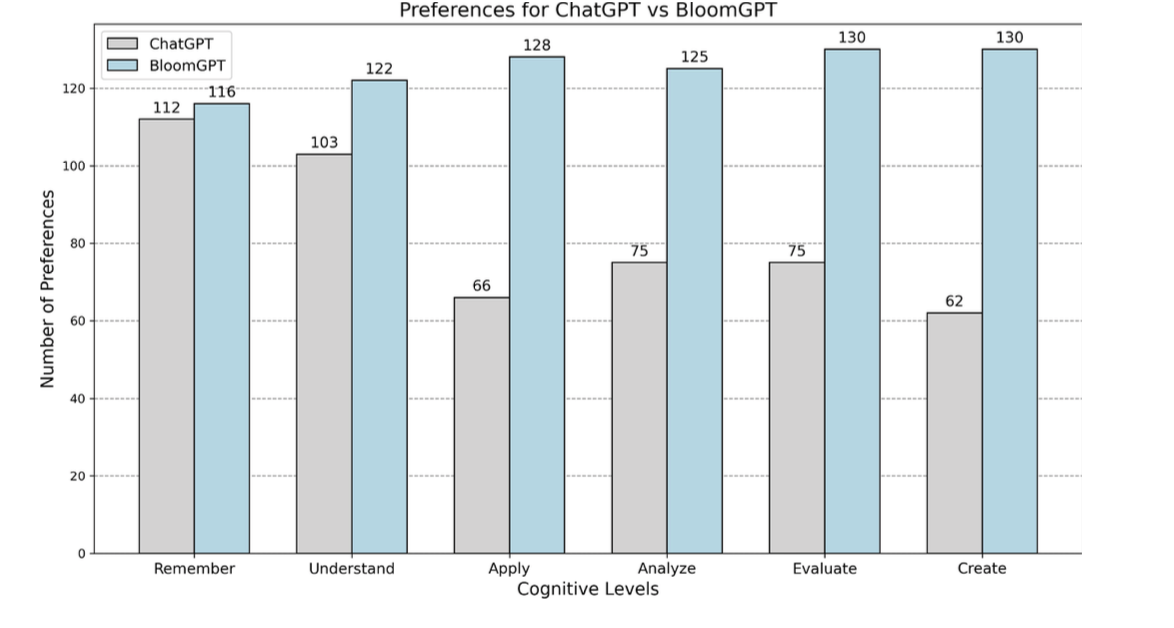 Preferences for ChatGPT vs BloomGPT
ChatGPT
BloomGPT
112
116
103
122
66
128
75
125
75
130
62
130
120
100
80
60
40
20
0
Number of Preferences
Remember
Understand
Apply
Analyze
Evaluate
Create
Cognitive Levels